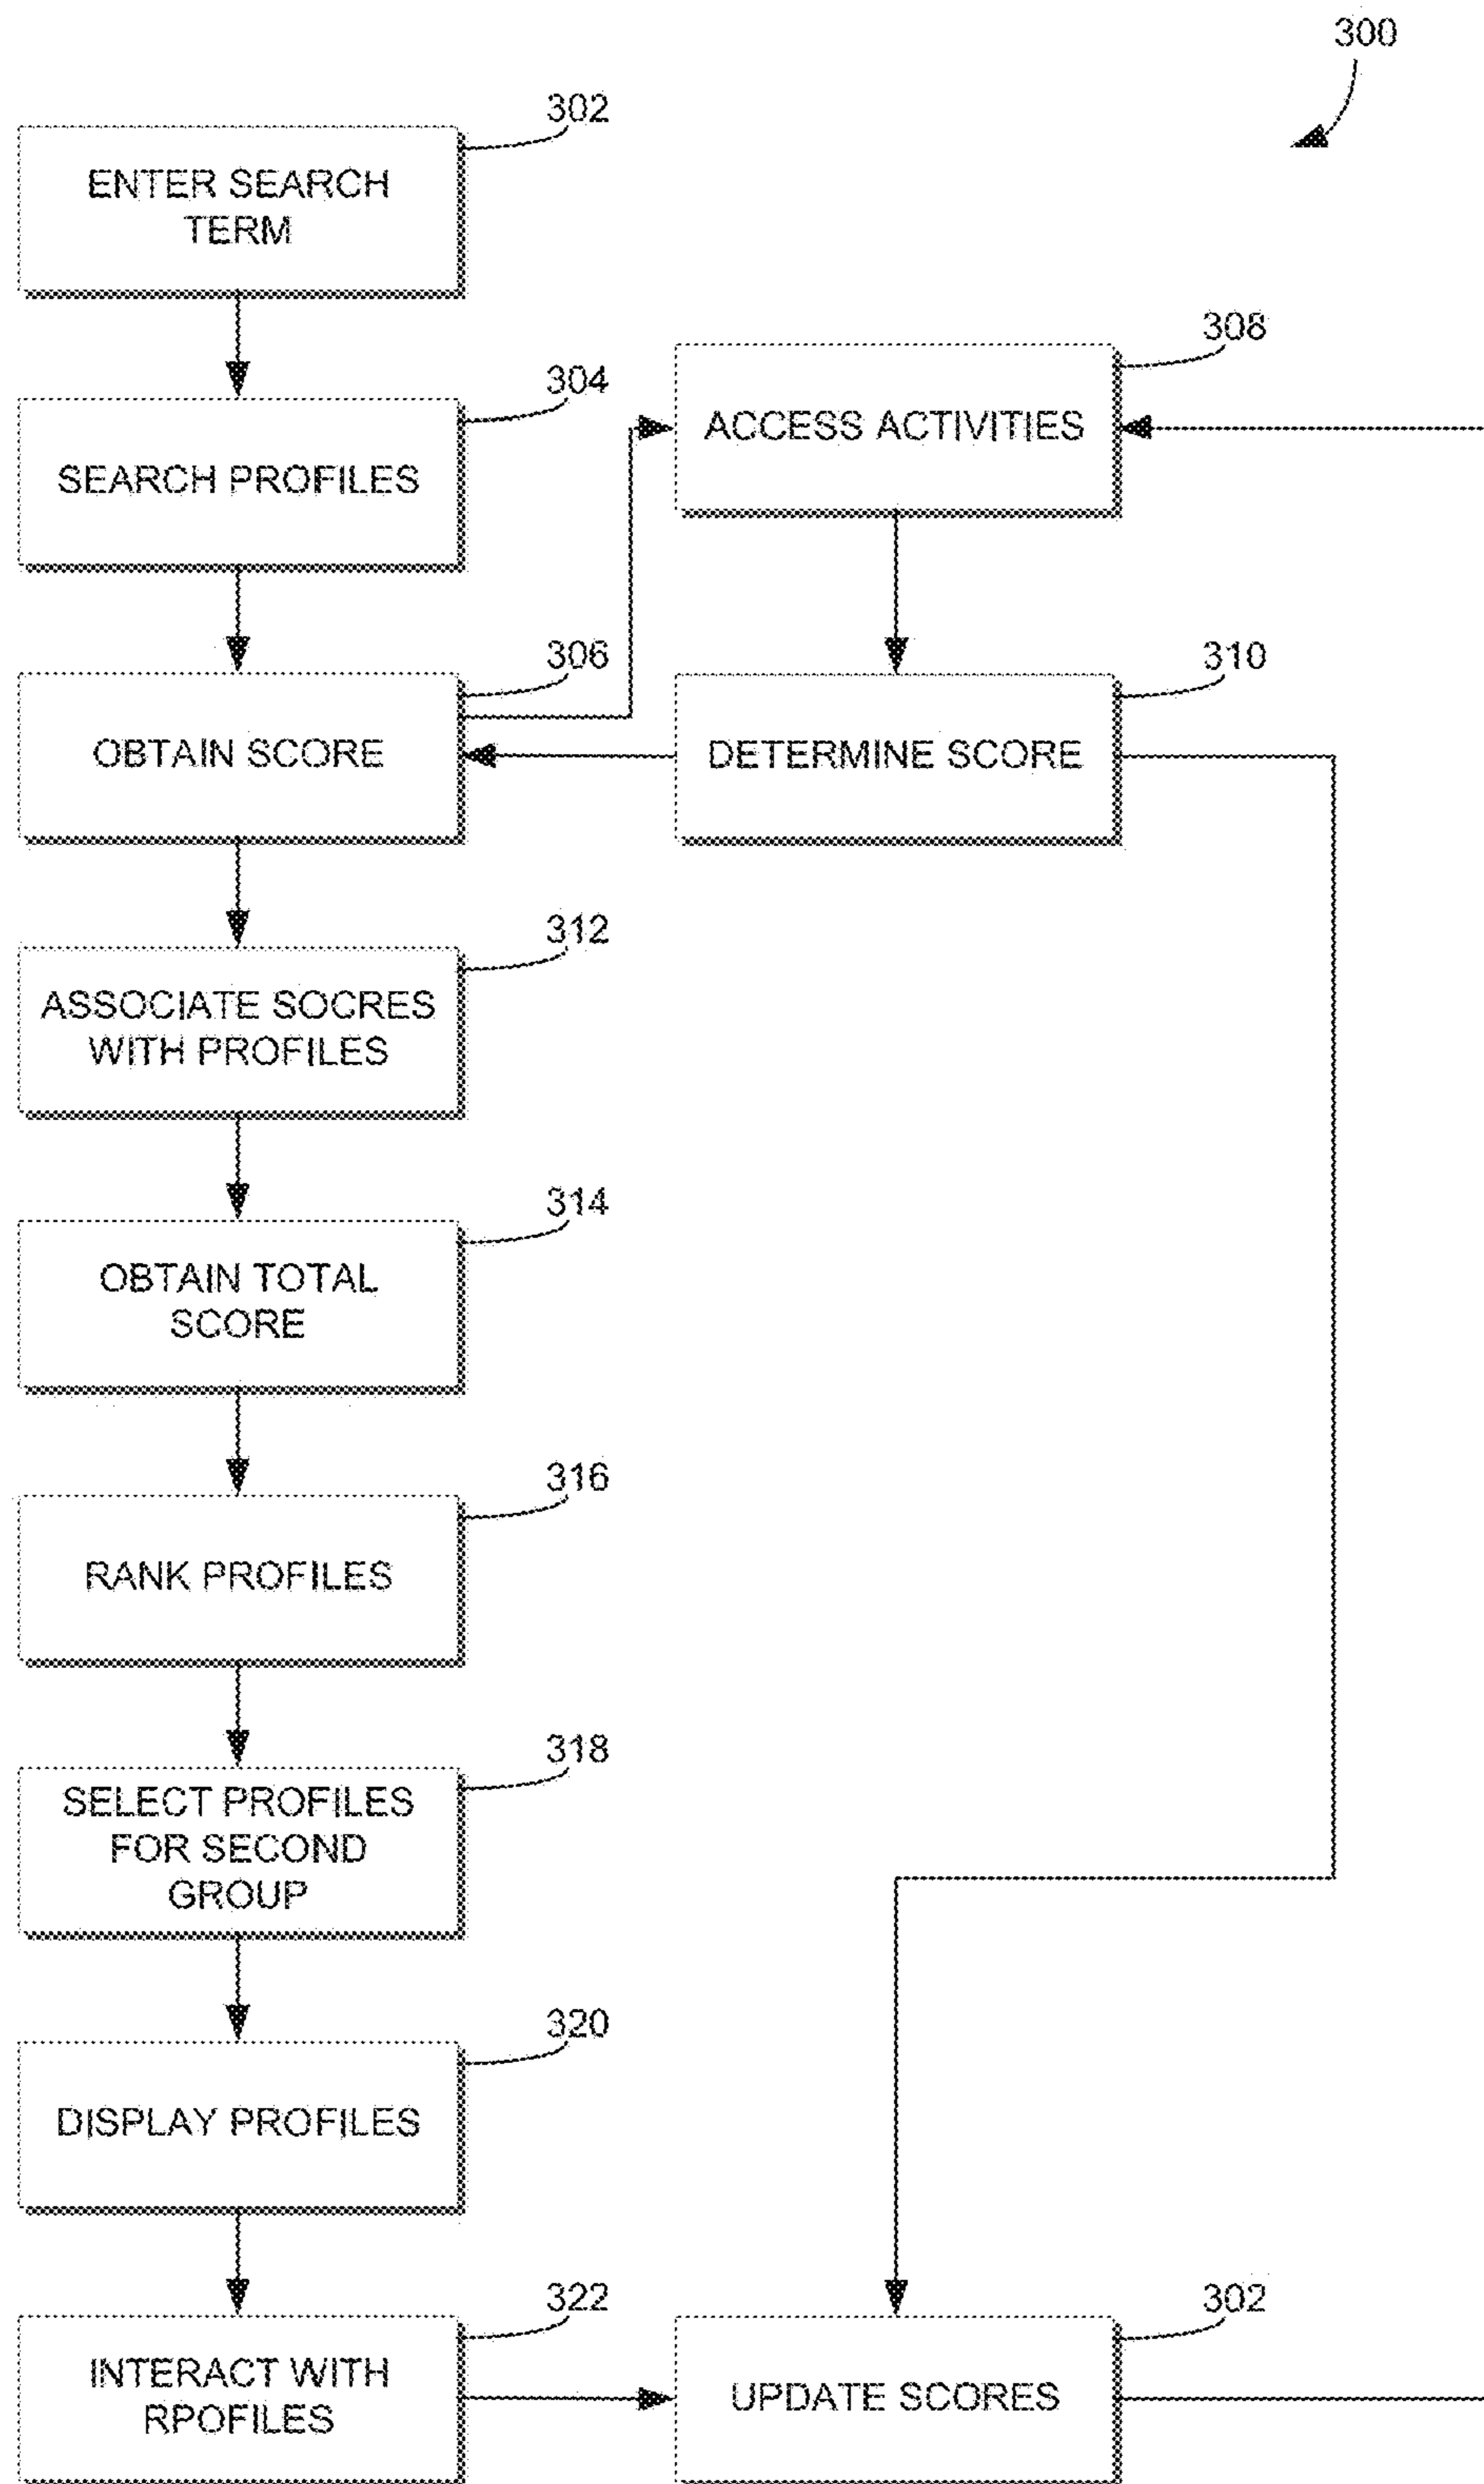 300
302
ENTER SEARCH
TERM
304
SEARCH PROFILES
308
ACCESS ACTIVITIES
306
OBTAIN SCORE
310
DETERMINE SCORE
312
ASSOCIATE SOCRES
WITH PROFILES
314
OBTAIN TOTAL
SCORE
316
RANK PROFILES
318
SELECT PROFILES
FOR SECOND
GROUP
320
DISPLAY PROFILES
322
INTERACT WITH
RPOFILES
302
UPDATE SCORES